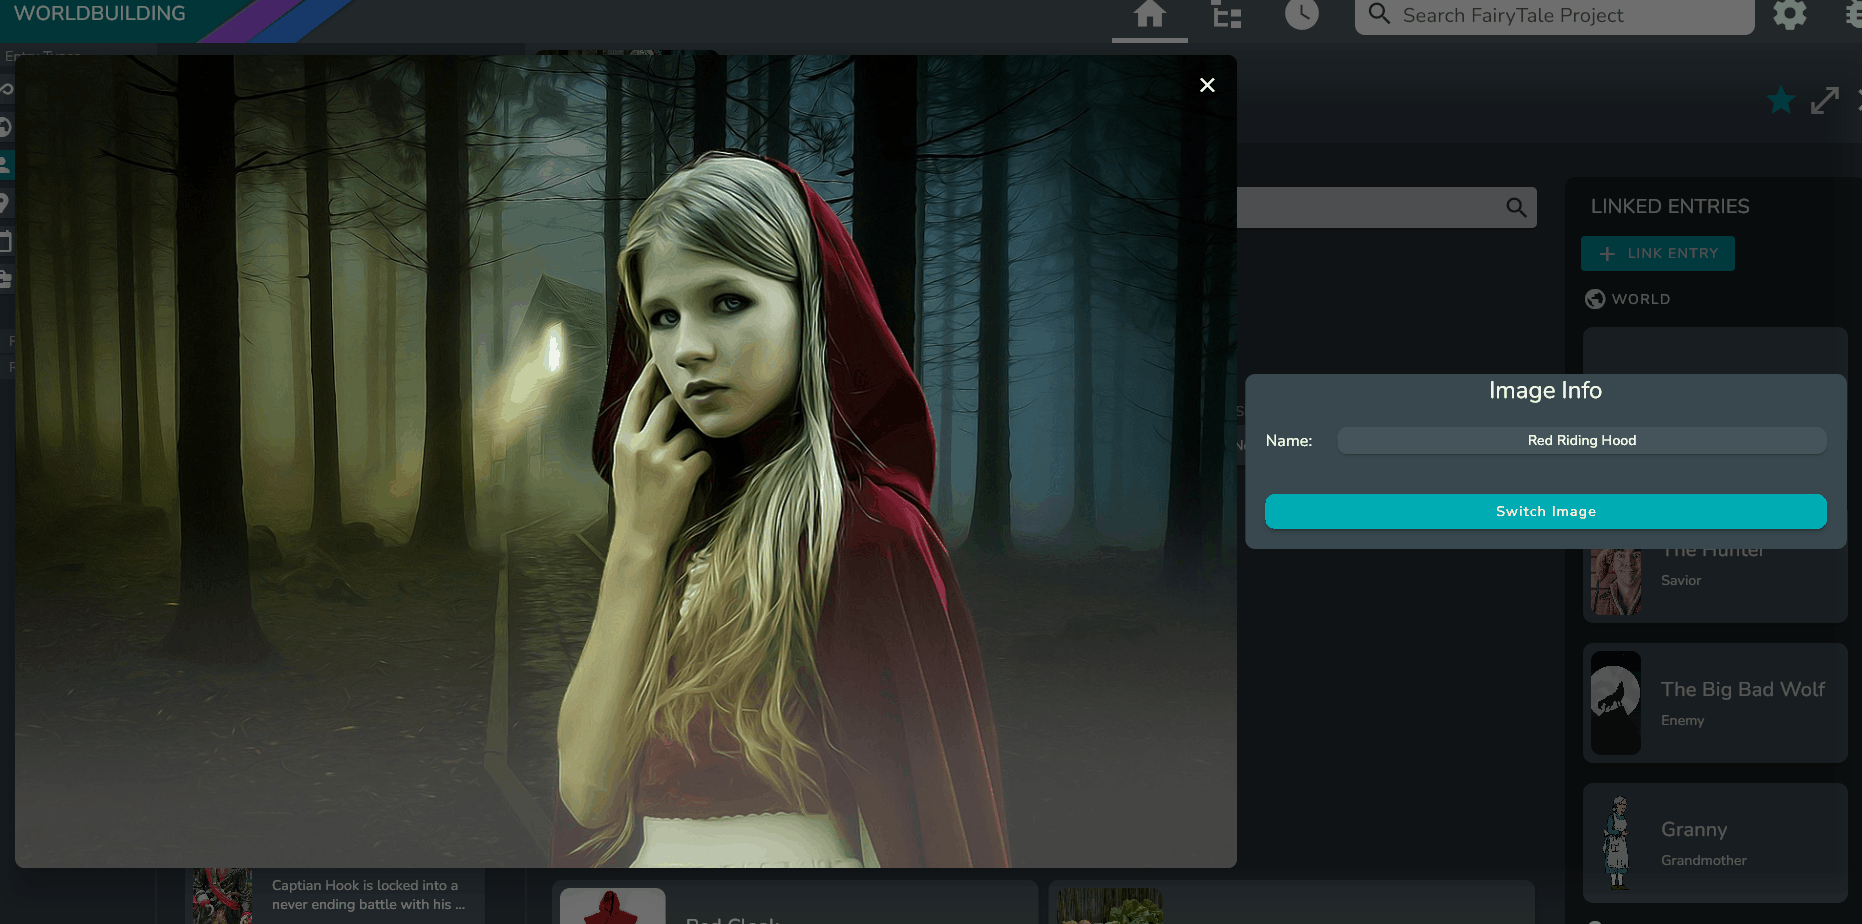 WORLDBUILDING
Search FairyTale Project
Entry Types
LINKED ENTRIES
LINK ENTRY
WORLD
Image Info
Name:
Red Riding Hood
Switch Image
The Hunter
Savior
The Big Bad Wolf
Enemy
Granny
Grandmother
Captian Hook is locked into a
never ending battle with his ...
Red Cloak